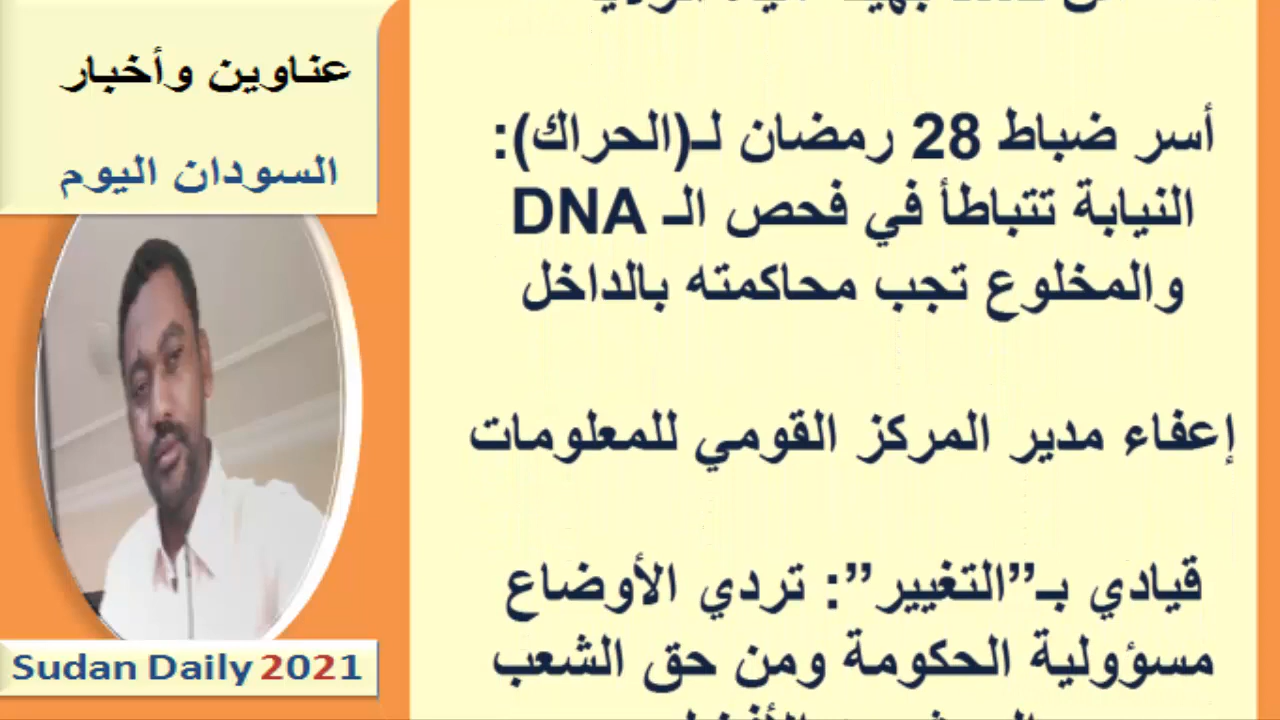 عناوين وأخبار
السودان اليوم
Sudan Daily 2021
أسر ضباط 28 رمضان لـ(الحراك):
النيابة تتباطأ في فحص الـ DNA
والمخلوع تجب محاكمته بالداخل
إعفاء مدير المركز القومي للمعلومات
قيادي بـ”التغيير”: تردي الأوضاع
مسؤولية الحكومة ومن حق الشعب